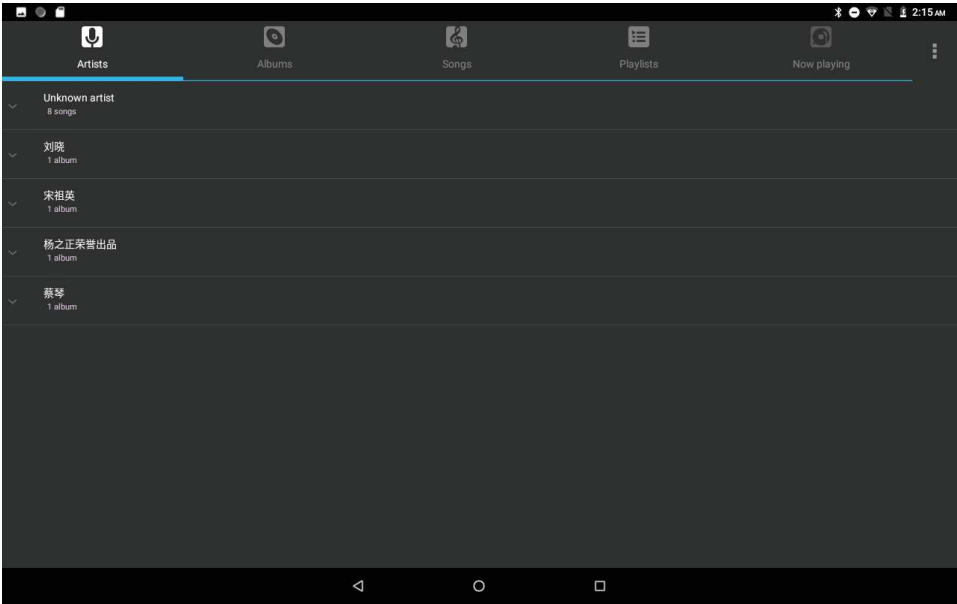 2:15 AM
Artists
Albums
Songs
Playlists
Now playing
Unknown artist
8 songs
刘晓
1 album
宋祖英
1 album
杨之正荣誉出品
1 album
蔡琴
1 album